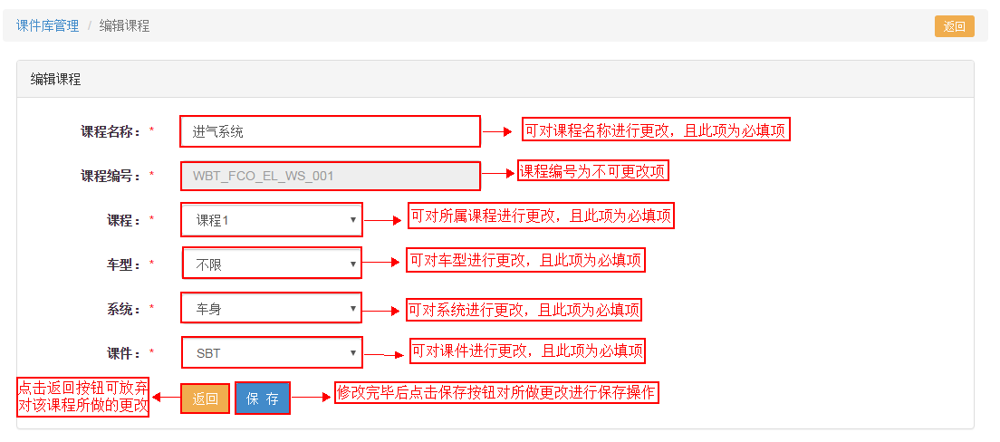 课件库管理 / 编辑课程 返回
编辑课程
课程名称： * 进气系统 可对课程名称进行更改，且此项为必填项
课程编号： * WBT_FCO_EL_WS_001 课程编号为不可更改项
课程： * 课程1 可对所属课程进行更改，且此项为必填项
车型： * 不限 可对车型进行更改，且此项为必填项
系统： * 车身 可对系统进行更改，且此项为必填项
课件： * SBT 可对课件进行更改，且此项为必填项
点击返回按钮可放弃
对该课程所做的更改
返回 保 存 修改完毕后点击保存按钮对所做更改进行保存操作